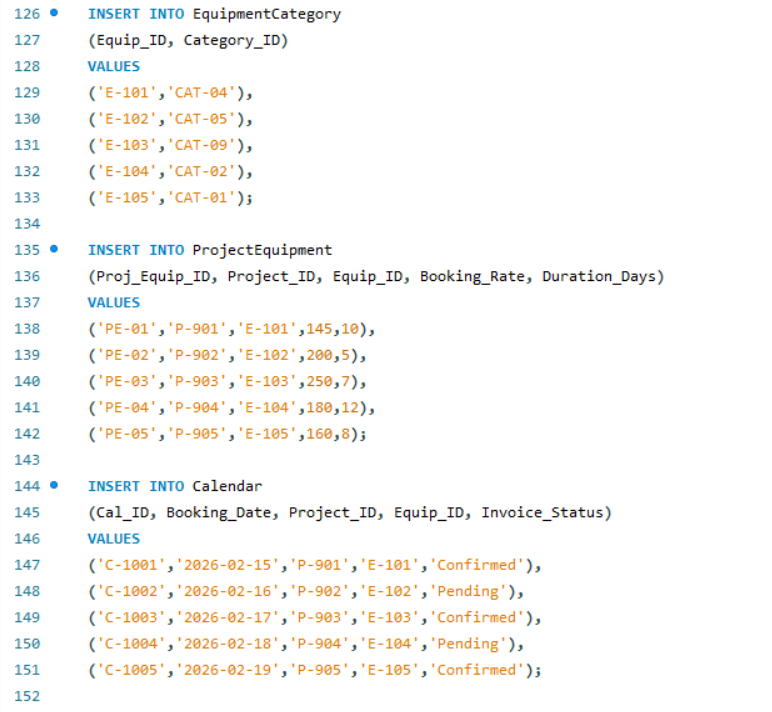 126 INSERT INTO EquipmentCategory
127 (Equip_ID, Category_ID)
128 VALUES
129 ('E-101','CAT-04'),
130 ('E-102','CAT-05'),
131 ('E-103','CAT-09'),
132 ('E-104','CAT-02'),
133 ('E-105','CAT-01');
134
135 INSERT INTO ProjectEquipment
136 (Proj_Equip_ID, Project_ID, Equip_ID, Booking_Rate, Duration_Days)
137 VALUES
138 ('PE-01','P-901','E-101',145,10),
139 ('PE-02','P-902','E-102',200,5),
140 ('PE-03','P-903','E-103',250,7),
141 ('PE-04','P-904','E-104',180,12),
142 ('PE-05','P-905','E-105',160,8);
143
144 INSERT INTO Calendar
145 (Cal_ID, Booking_Date, Project_ID, Equip_ID, Invoice_Status)
146 VALUES
147 ('C-1001','2026-02-15','P-901','E-101','Confirmed'),
148 ('C-1002','2026-02-16','P-902','E-102','Pending'),
149 ('C-1003','2026-02-17','P-903','E-103','Confirmed'),
150 ('C-1004','2026-02-18','P-904','E-104','Pending'),
151 ('C-1005','2026-02-19','P-905','E-105','Confirmed');
152